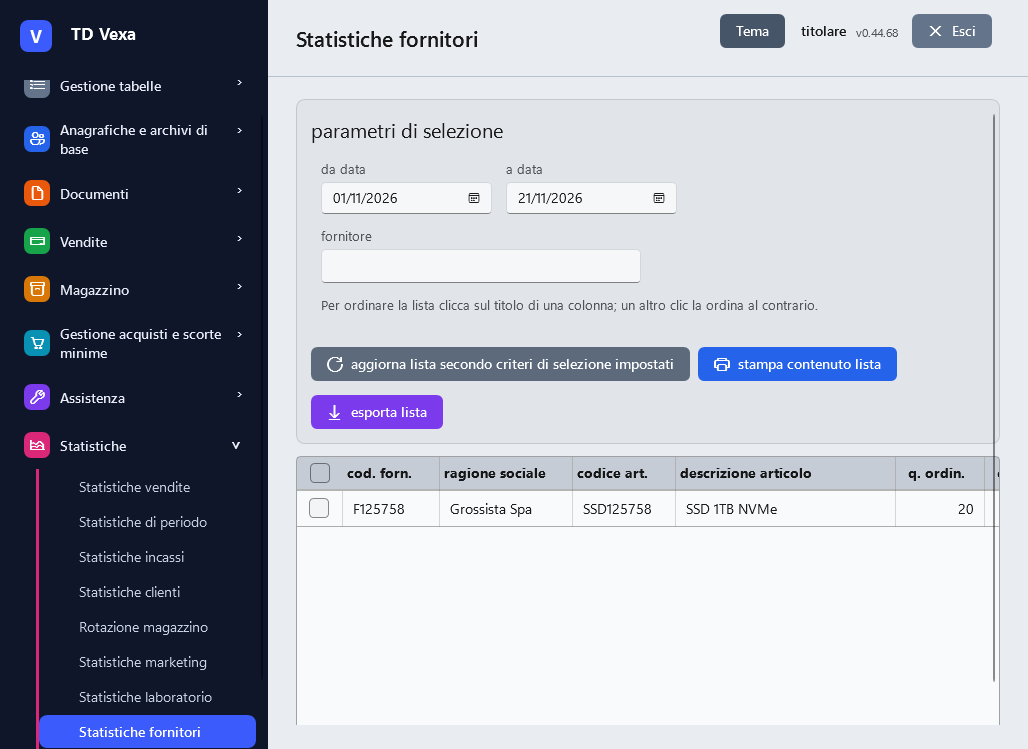 V TD Vexa
Gestione tabelle
Anagrafiche e archivi di
base
Documenti
Vendite
Magazzino
Gestione acquisti e scorte
minime
Assistenza
Statistiche
Statistiche vendite
Statistiche di periodo
Statistiche incassi
Statistiche clienti
Rotazione magazzino
Statistiche marketing
Statistiche laboratorio
Statistiche fornitori
Statistiche fornitori
Tema titolare v0.44.68 Esci
parametri di selezione
da data a data
01/11/2026 21/11/2026
fornitore
Per ordinare la lista clicca sul titolo di una colonna; un altro clic la ordina al contrario.
aggiorna lista secondo criteri di selezione impostati stampa contenuto lista
esporta lista
cod. forn. ragione sociale codice art. descrizione articolo q. ordin.
F125758 Grossista Spa SSD125758 SSD 1TB NVMe 20